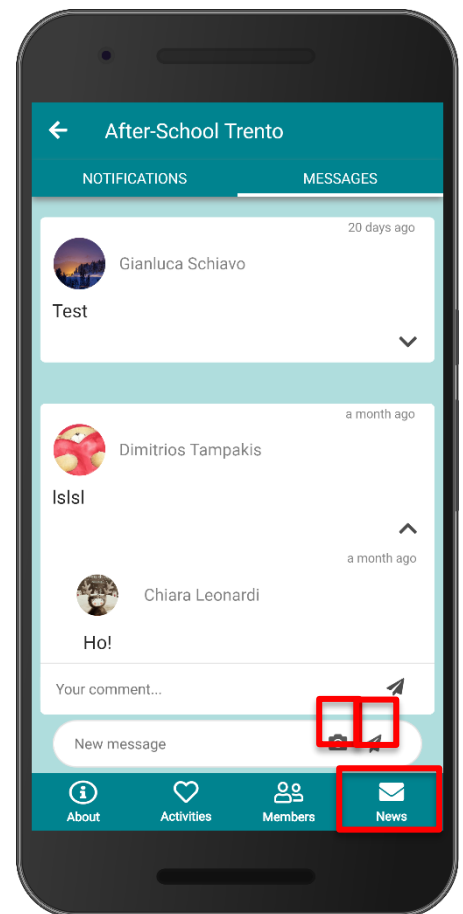 After-School Trento
NOTIFICATIONS MESSAGES
20 days ago
Gianluca Schiavo
Test
a month ago
Dimitrios Tampakis
lslsl
a month ago
Chiara Leonardi
Ho!
Your comment...
New message
About Activities Members News